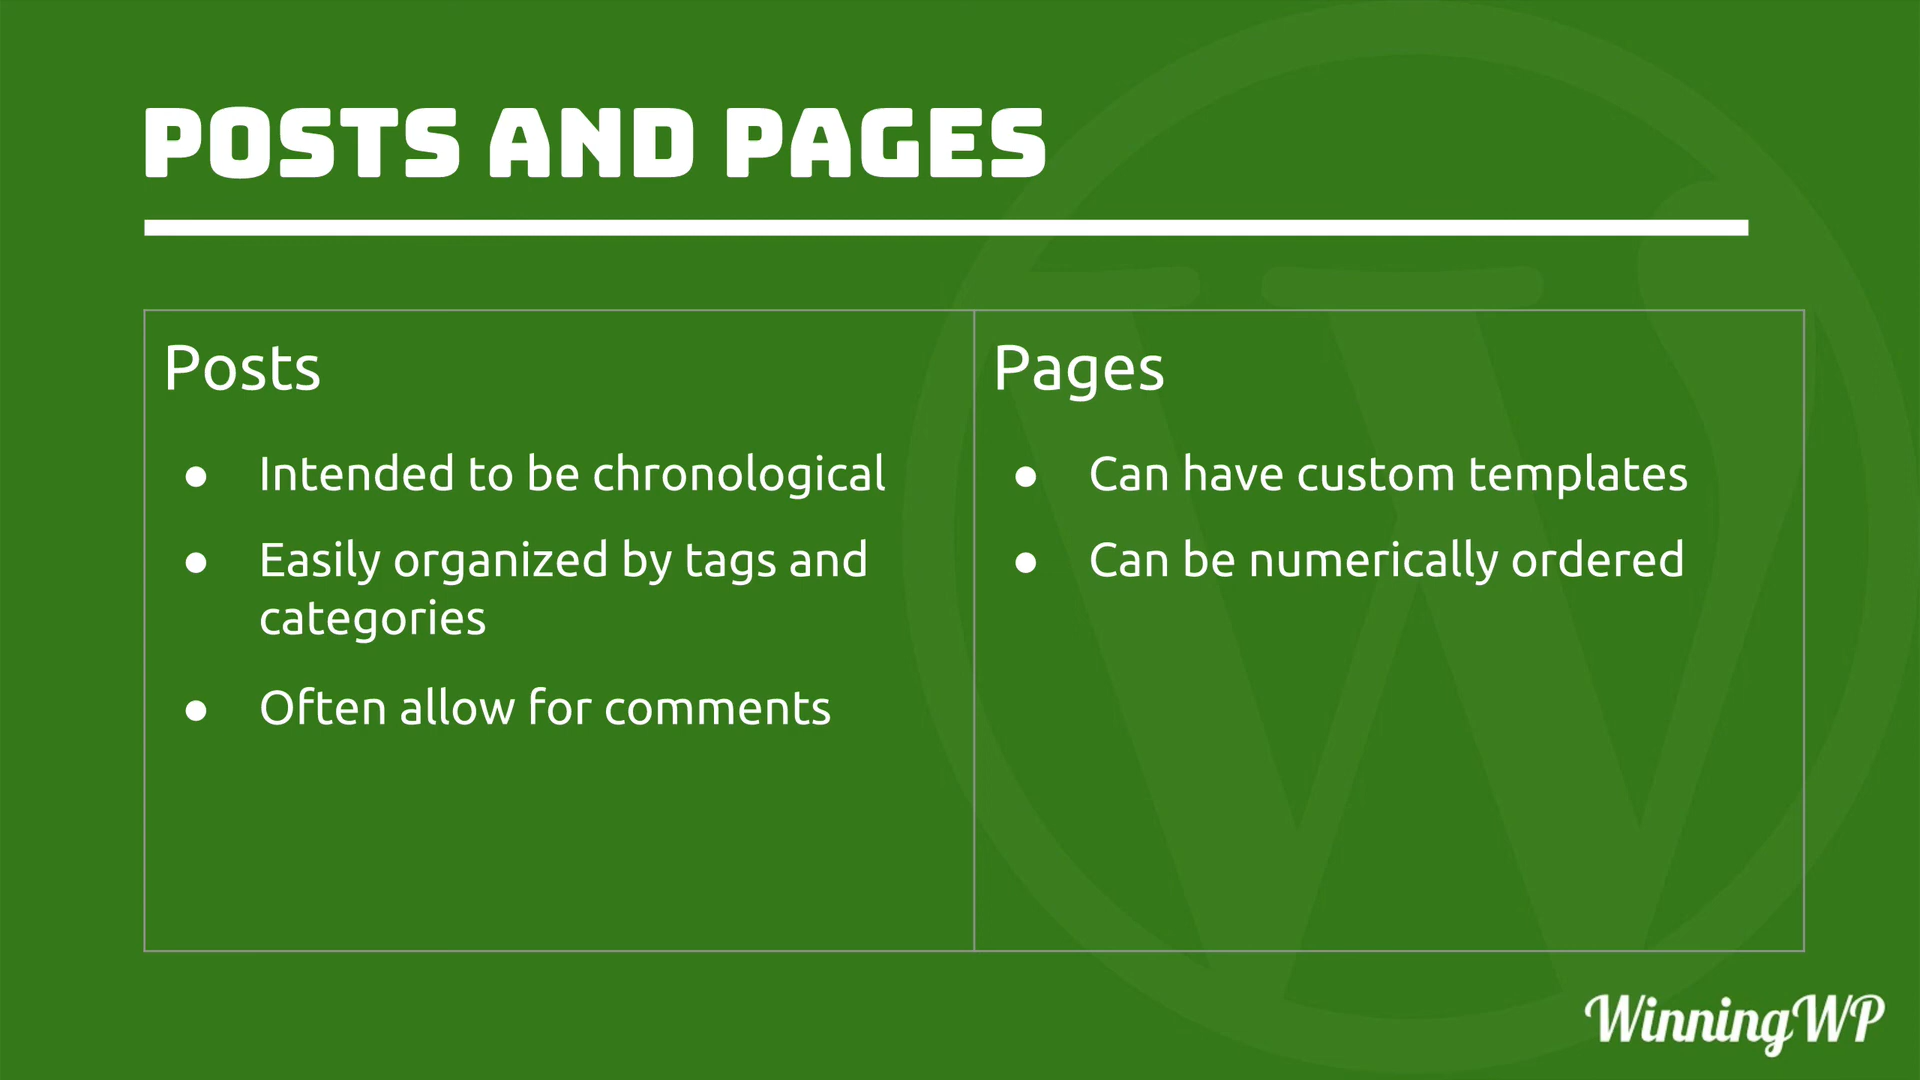 POSTS AND PAGES
Posts
● Intended to be chronological
● Easily organized by tags and
categories
● Often allow for comments
Pages
● Can have custom templates
● Can be numerically ordered
WinningWP